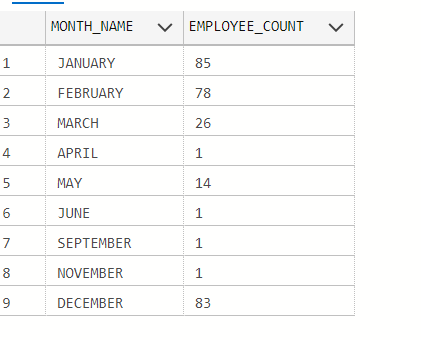 MONTH_NAME EMPLOYEE_COUNT
1 JANUARY 85
2 FEBRUARY 78
3 MARCH 26
4 APRIL 1
5 MAY 14
6 JUNE 1
7 SEPTEMBER 1
8 NOVEMBER 1
9 DECEMBER 83